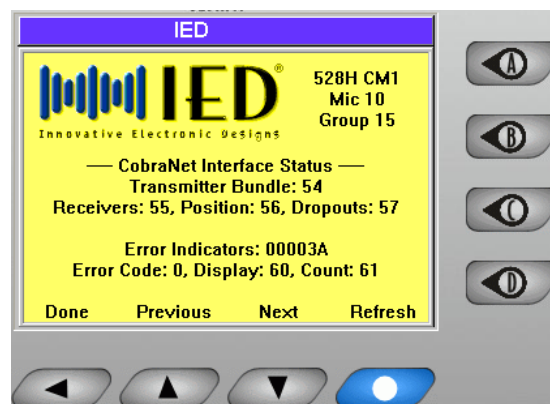 IED
IED®
Innovative Electronic Designs
528H CM1
Mic 10
Group 15
CobraNet Interface Status
Transmitter Bundle: 54
Receivers: 55, Position: 56, Dropouts: 57
Error Indicators: 00003A
Error Code: 0, Display: 60, Count: 61
Done Previous Next Refresh
A
B
C
D